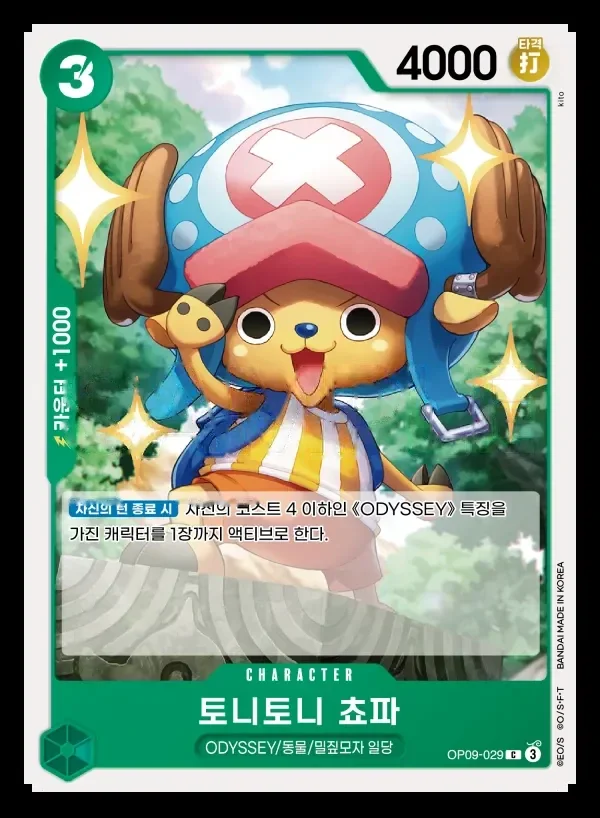 3
4000
타격
打
kito
카운터 +1000
자신의 턴 종료 시 자신의 코스트 4 이하인 《ODYSSEY》 특징을
가진 캐릭터를 1장까지 액티브로 한다.
CHARACTER
토니토니 쵸파
ODYSSEY/동물/밀짚모자 일당
OP09-029 C 3
©EO/S ©O/S·F·T BANDAI MADE IN KOREA